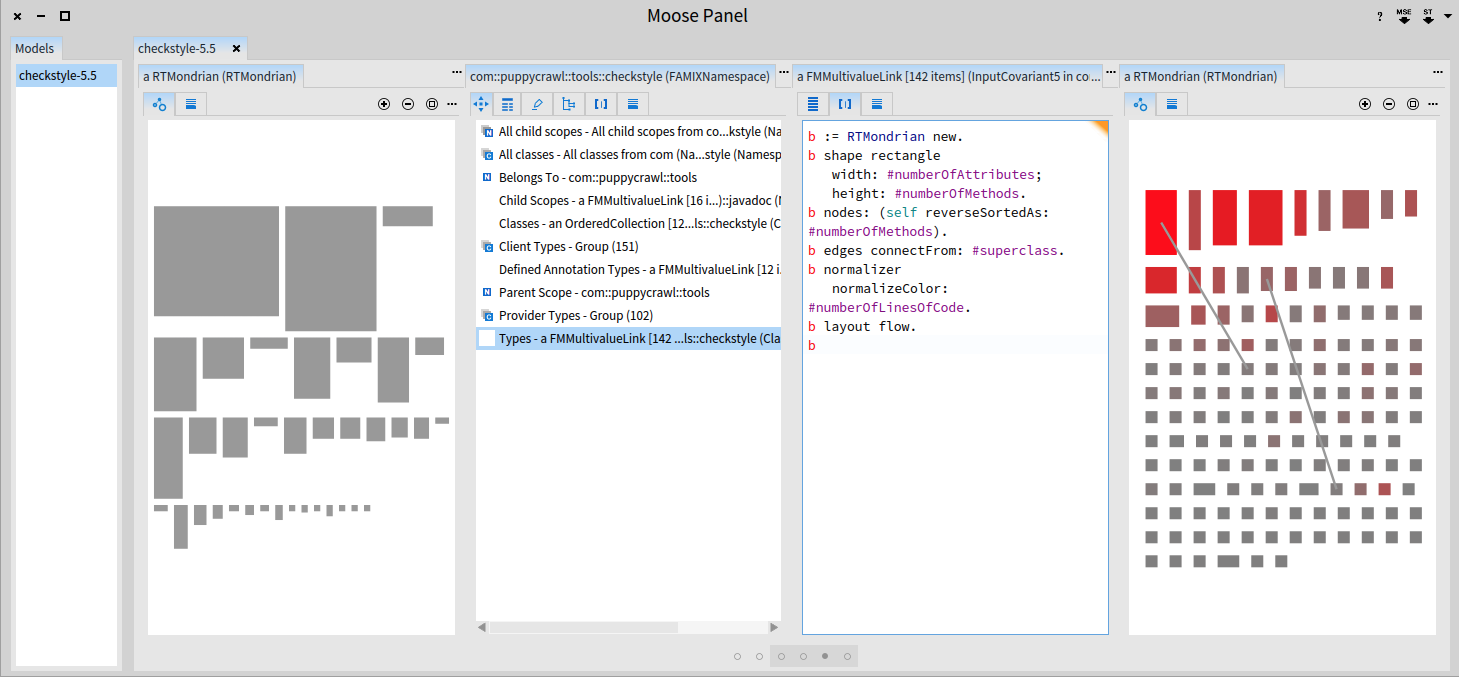 Moose Panel
?
MSE
ST
Models
checkstyle-5.5
checkstyle-5.5
a RTMondrian (RTMondrian)
com::puppycrawl::tools::checkstyle (FAMIXNamespace)
All child scopes - All child scopes from co...kstyle (Na
All classes - All classes from com (Na...style (Namesp
Belongs To - com::puppycrawl::tools
Child Scopes - a FMMultivalueLink [16 i...)::javadoc (N
Classes - an OrderedCollection [12...ls::checkstyle (C
Client Types - Group (151)
Defined Annotation Types - a FMMultivalueLink [12 i.
Parent Scope - com::puppycrawl::tools
Provider Types - Group (102)
Types - a FMMultivalueLink [142 ...ls::checkstyle (Cla
a FMMultivalueLink [142 items] (InputCovariant5 in co...
b := RTMondrian new.
b shape rectangle
width: #numberOfAttributes;
height: #numberOfMethods.
b nodes: (self reverseSortedAs:
#numberOfMethods).
b edges connectFrom: #superclass.
b normalizer
normalizeColor:
#numberOfLinesOfCode.
b layout flow.
b
a RTMondrian (RTMondrian)